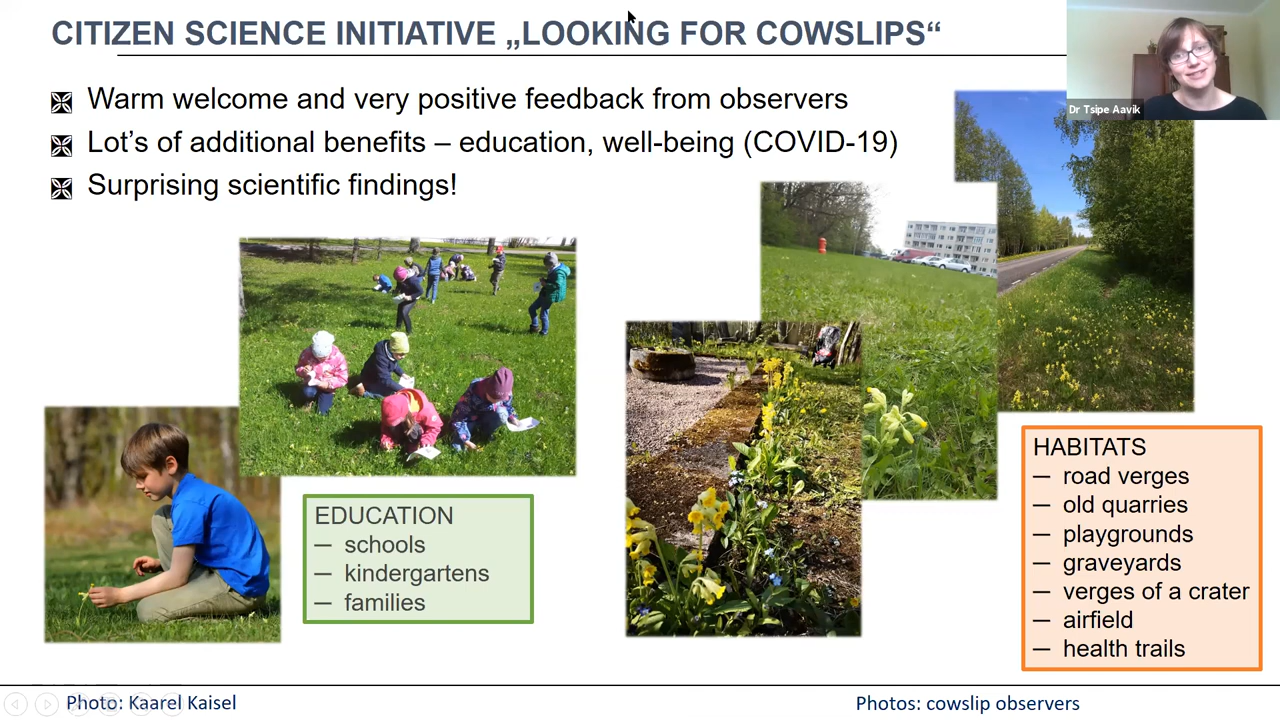 CITIZEN SCIENCE INITIATIVE „LOOKING FOR COWSLIPS“
Dr Tsipe Aavik
Warm welcome and very positive feedback from observers
Lot’s of additional benefits – education, well-being (COVID-19)
Surprising scientific findings!
EDUCATION
— schools
— kindergartens
— families
HABITATS
— road verges
— old quarries
— playgrounds
— graveyards
— verges of a crater
— airfield
— health trails
Photo: Kaarel Kaisel
Photos: cowslip observers